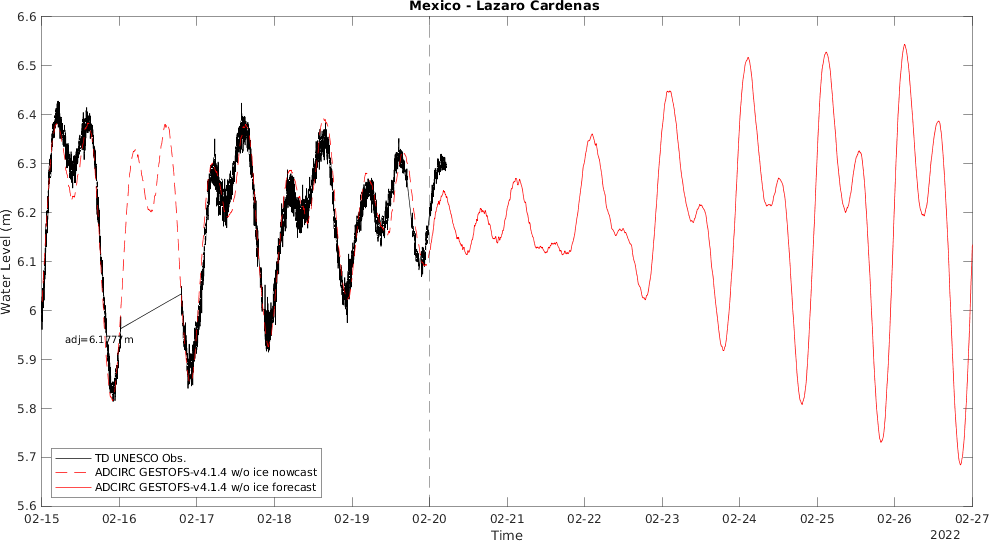 Mexico - Lazaro Cardenas
Water Level (m)
6.6
6.5
6.4
6.3
6.2
6.1
6
5.9
5.8
5.7
5.6
adj=6.1777m
TD UNESCO Obs.
ADCIRC GESTOFS-v4.1.4 w/o ice nowcast
ADCIRC GESTOFS-v4.1.4 w/o ice forecast
02-15 02-16 02-17 02-18 02-19 02-20 02-21 02-22 02-23 02-24 02-25 02-26 02-27
Time
2022